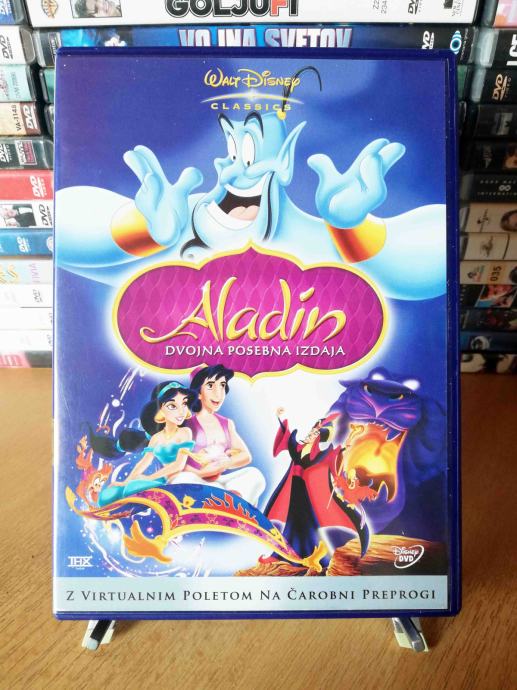 GOLJUFI
VOJNA SVETOV
WALT DISNEY
CLASSICS
Aladin
DVOJNA POSEBNA IZDAJA
THX
Disney
DVD
Z VIRTUALNIM POLETOM NA ČAROBNI PREPROGI